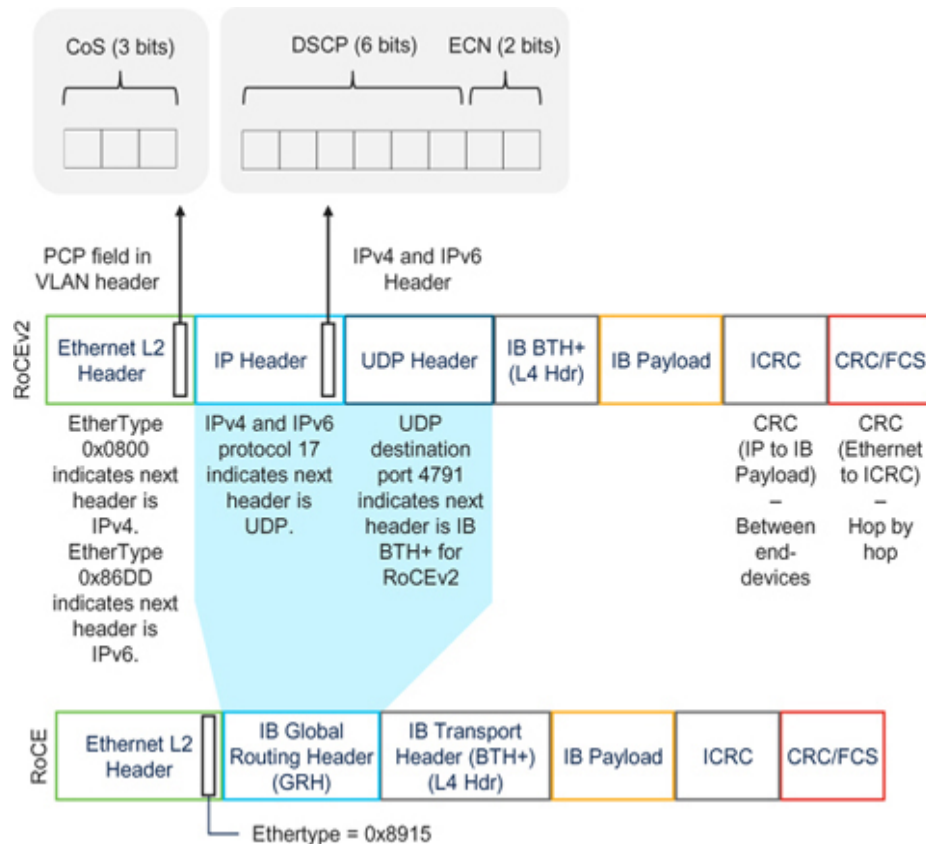 CoS (3 bits)
DSCP (6 bits)
ECN (2 bits)
PCP field in
VLAN header
IPv4 and IPv6
Header
RoCEv2
Ethernet L2
Header
IP Header
UDP Header
IB BTH+
(L4 Hdr)
IB Payload
ICRC
CRC/FCS
EtherType
0x0800
indicates next
header is
IPv4.
EtherType
0x86DD
indicates next
header is
IPv6.
IPv4 and IPv6
protocol 17
indicates next
header is
UDP.
UDP
destination
port 4791
indicates next
header is IB
BTH+ for
RoCEv2
CRC
(IP to IB
Payload)
–
Between
end-
devices
CRC
(Ethernet
to ICRC)
–
Hop by
hop
RoCE
Ethernet L2
Header
IB Global
Routing Header
(GRH)
IB Transport
Header (BTH+)
(L4 Hdr)
IB Payload
ICRC
CRC/FCS
Ethertype = 0x8915